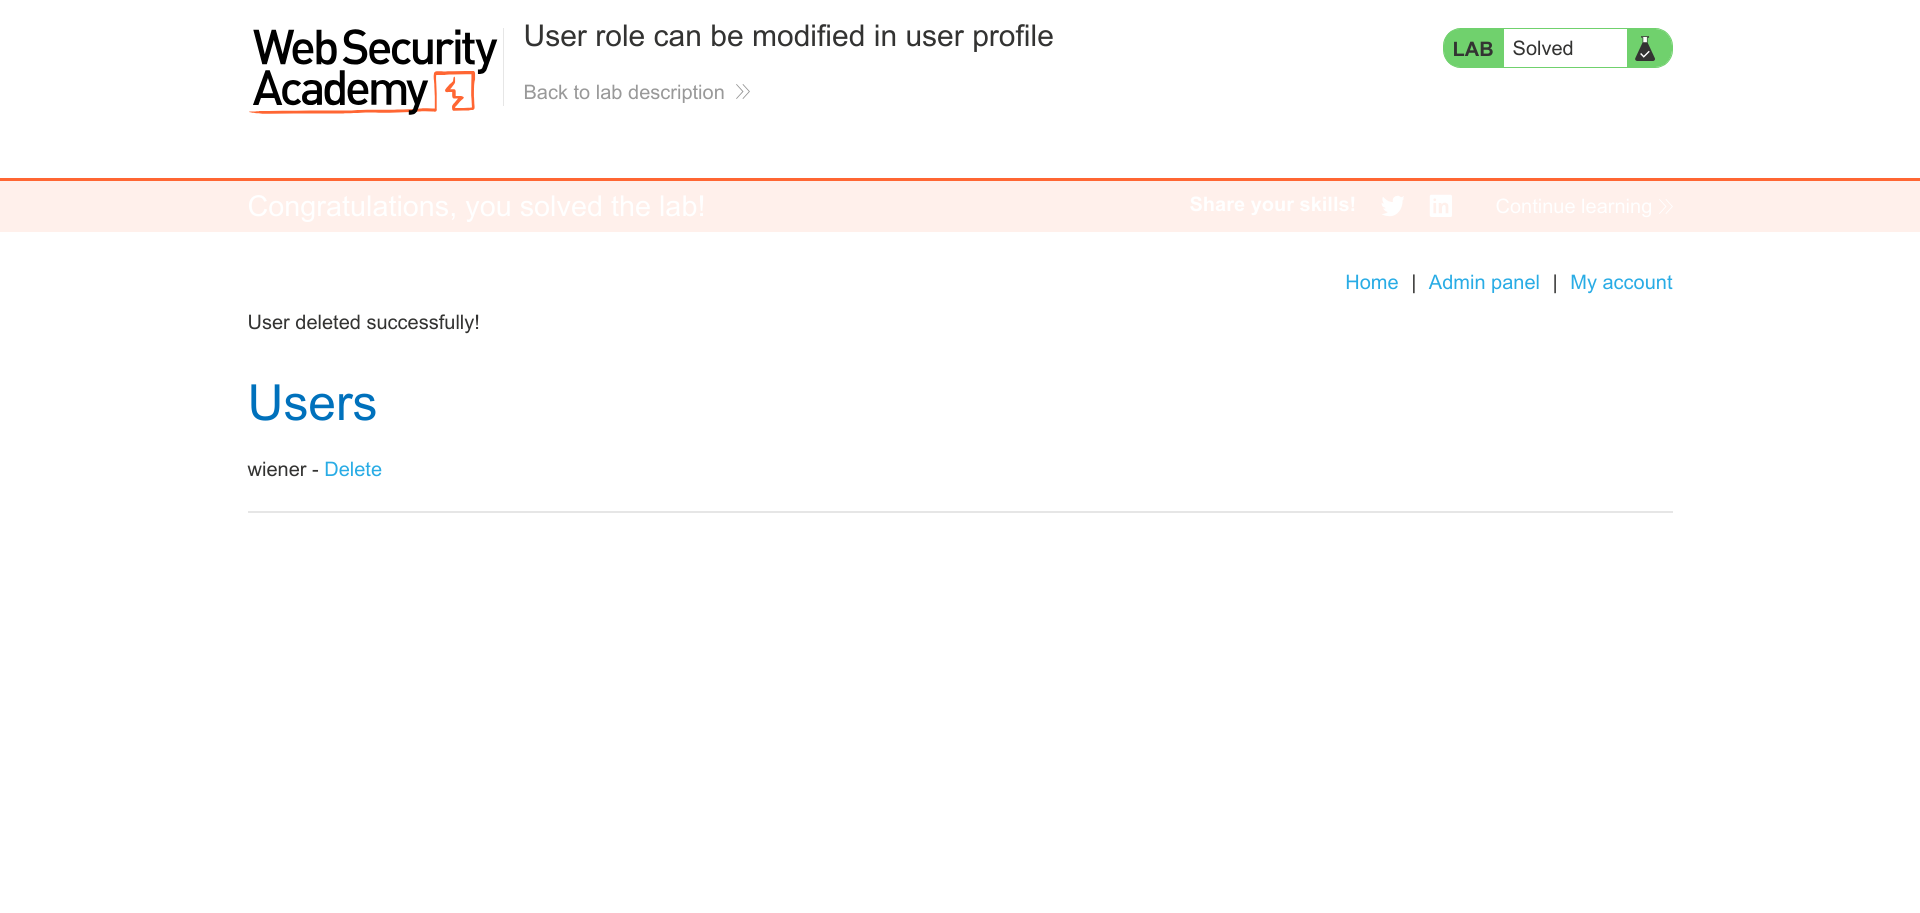 Web Security
Academy
User role can be modified in user profile
Back to lab description
LAB Solved
Congratulations, you solved the lab!
Share your skills!
Continue learning
Home | Admin panel | My account
User deleted successfully!
Users
wiener - Delete